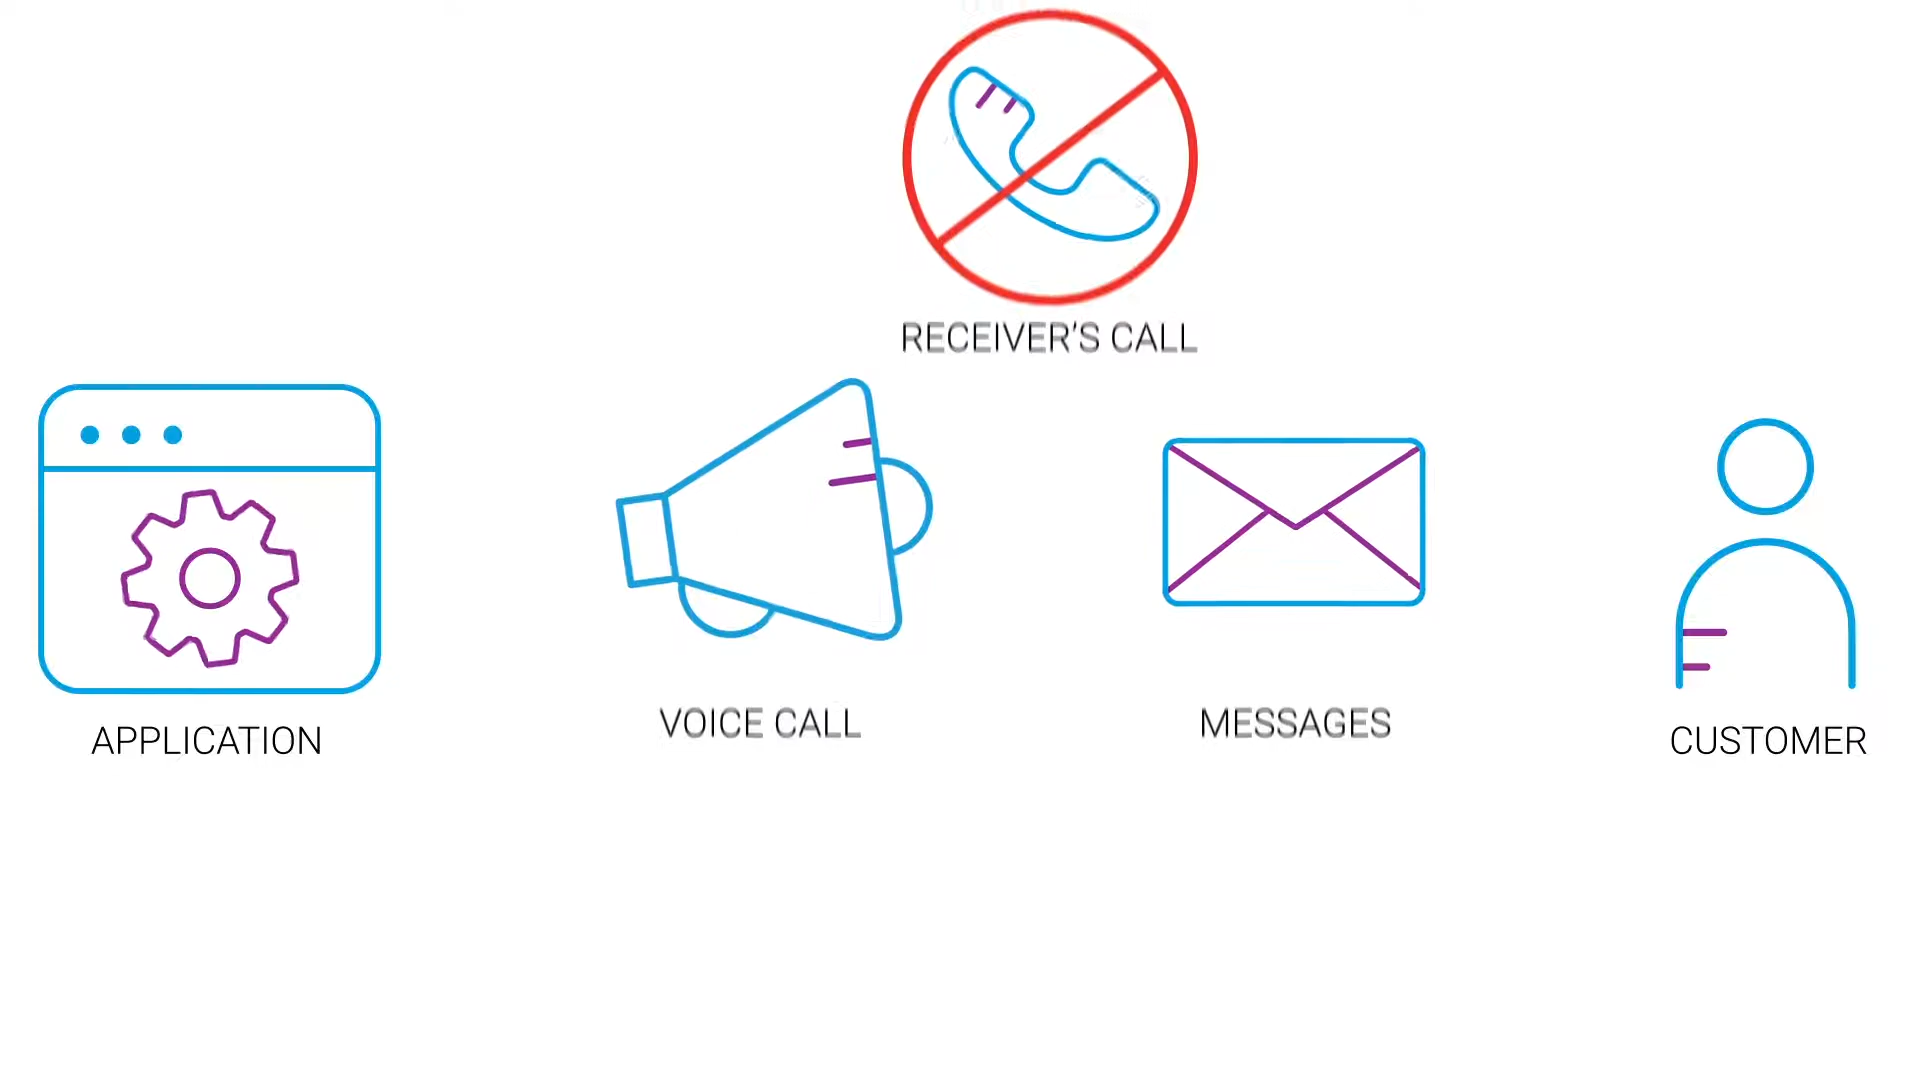 RECEIVER'S CALL
APPLICATION
VOICE CALL
MESSAGES
CUSTOMER